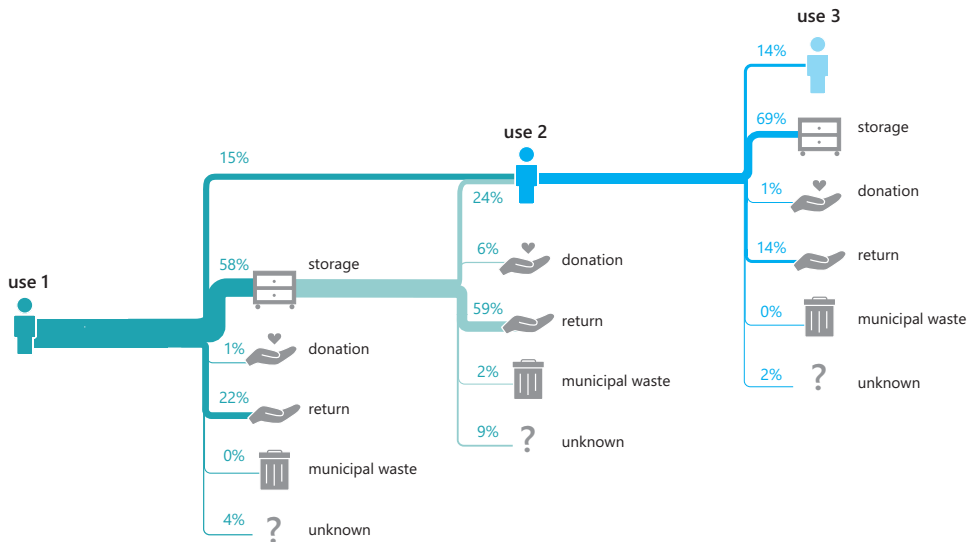 use 3
14%
69%
storage
1%
donation
14%
return
0%
municipal waste
2%
unknown
use 2
15%
24%
6%
donation
59%
return
2%
municipal waste
9%
?
unknown
?
use 1
58%
storage
1%
donation
22%
return
0%
municipal waste
4%
?
unknown